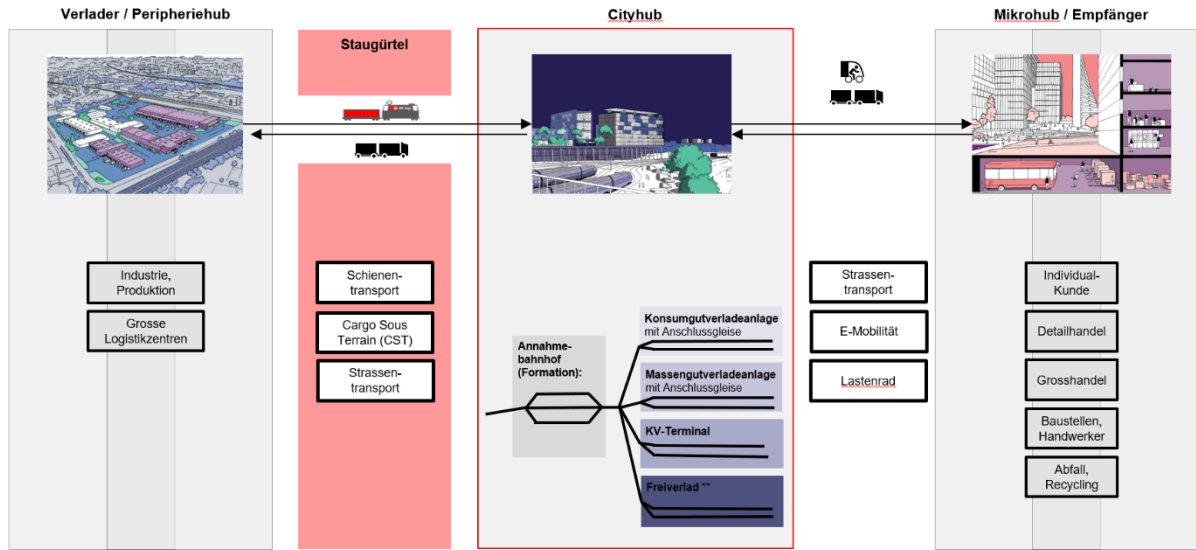 Verlader / Peripheriehub
Cityhub
Mikrohub / Empfänger
Staugürtel
Industrie,
Produktion
Grosse
Logistikzentren
Schienen-
transport
Cargo Sous
Terrain (CST)
Strassen-
transport
Annahme-
bahnhof
(Formation):
Konsumgutverladeanlage
mit Anschlussgleise
Massengutverladeanlage
mit Anschlussgleise
KV-Terminal
Freiverlad **
Strassen-
transport
E-Mobilität
Lastenrad
Individual-
Kunde
Detailhandel
Grosshandel
Baustellen,
Handwerker
Abfall,
Recycling